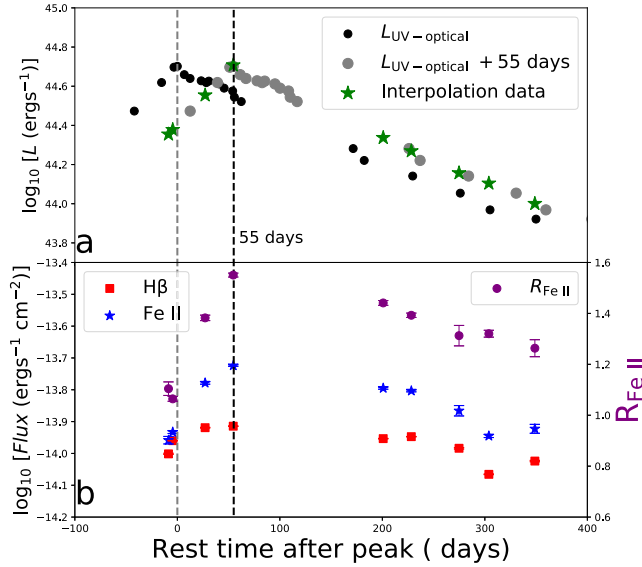 45.0
44.8
44.6
44.4
44.2
44.0
43.8
log₁₀ [L (ergs⁻¹)]
L_UV−optical
L_UV−optical + 55 days
Interpolation data
a
55 days
−13.4
−13.5
−13.6
−13.7
−13.8
−13.9
−14.0
−14.1
−14.2
log₁₀ [Flux (ergs⁻¹ cm⁻²)]
Hβ
Fe II
R_Fe II
b
1.6
1.4
1.2
1.0
0.8
0.6
R_Fe II
−100
0
100
200
300
400
Rest time after peak ( days)